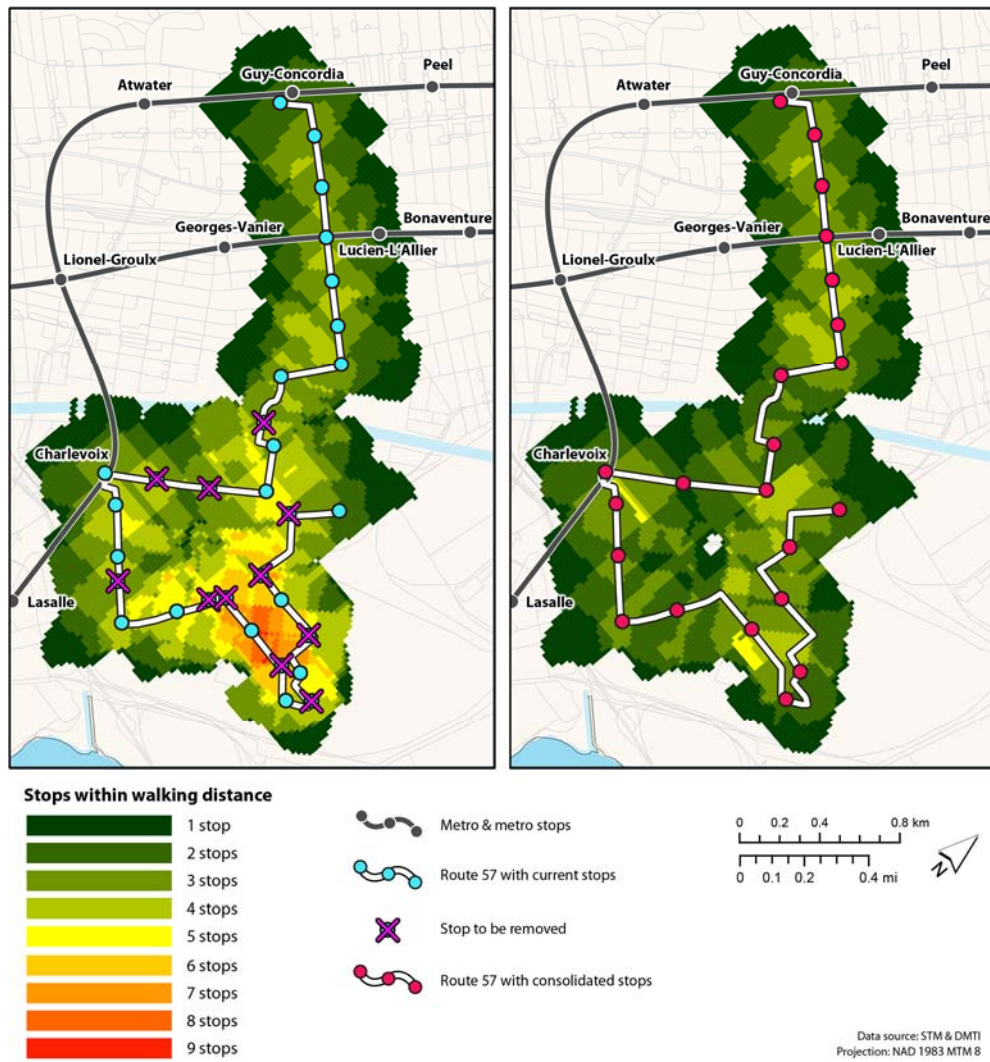 Guy-Concordia
Peel
Atwater
Georges-Vanier
Bonaventure
Lucien-L'Allier
Lionel-Groulx
Charlevoix
Lasalle
Guy-Concordia
Peel
Atwater
Georges-Vanier
Bonaventure
Lucien-L'Allier
Lionel-Groulx
Charlevoix
Lasalle
Stops within walking distance
1 stop
2 stops
3 stops
4 stops
5 stops
6 stops
7 stops
8 stops
9 stops
Metro & metro stops
Route 57 with current stops
Stop to be removed
Route 57 with consolidated stops
0 0.2 0.4 0.8 km
0 0.1 0.2 0.4 mi
N
Data source: STM & DMTI
Projection: NAD 1983 MTM 8